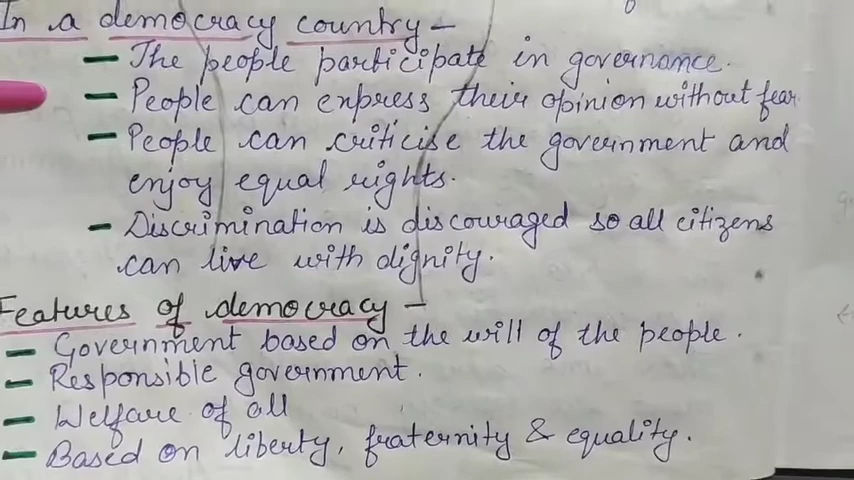 In a democracy country -
- The people participate in governance.
- People can express their opinion without fear
- People can criticise the government and
enjoy equal rights.
- Discrimination is discouraged so all citizens
can live with dignity.
Features of democracy -
- Government based on the will of the people.
- Responsible government.
- Welfare of all
- Based on liberty, fraternity & equality.